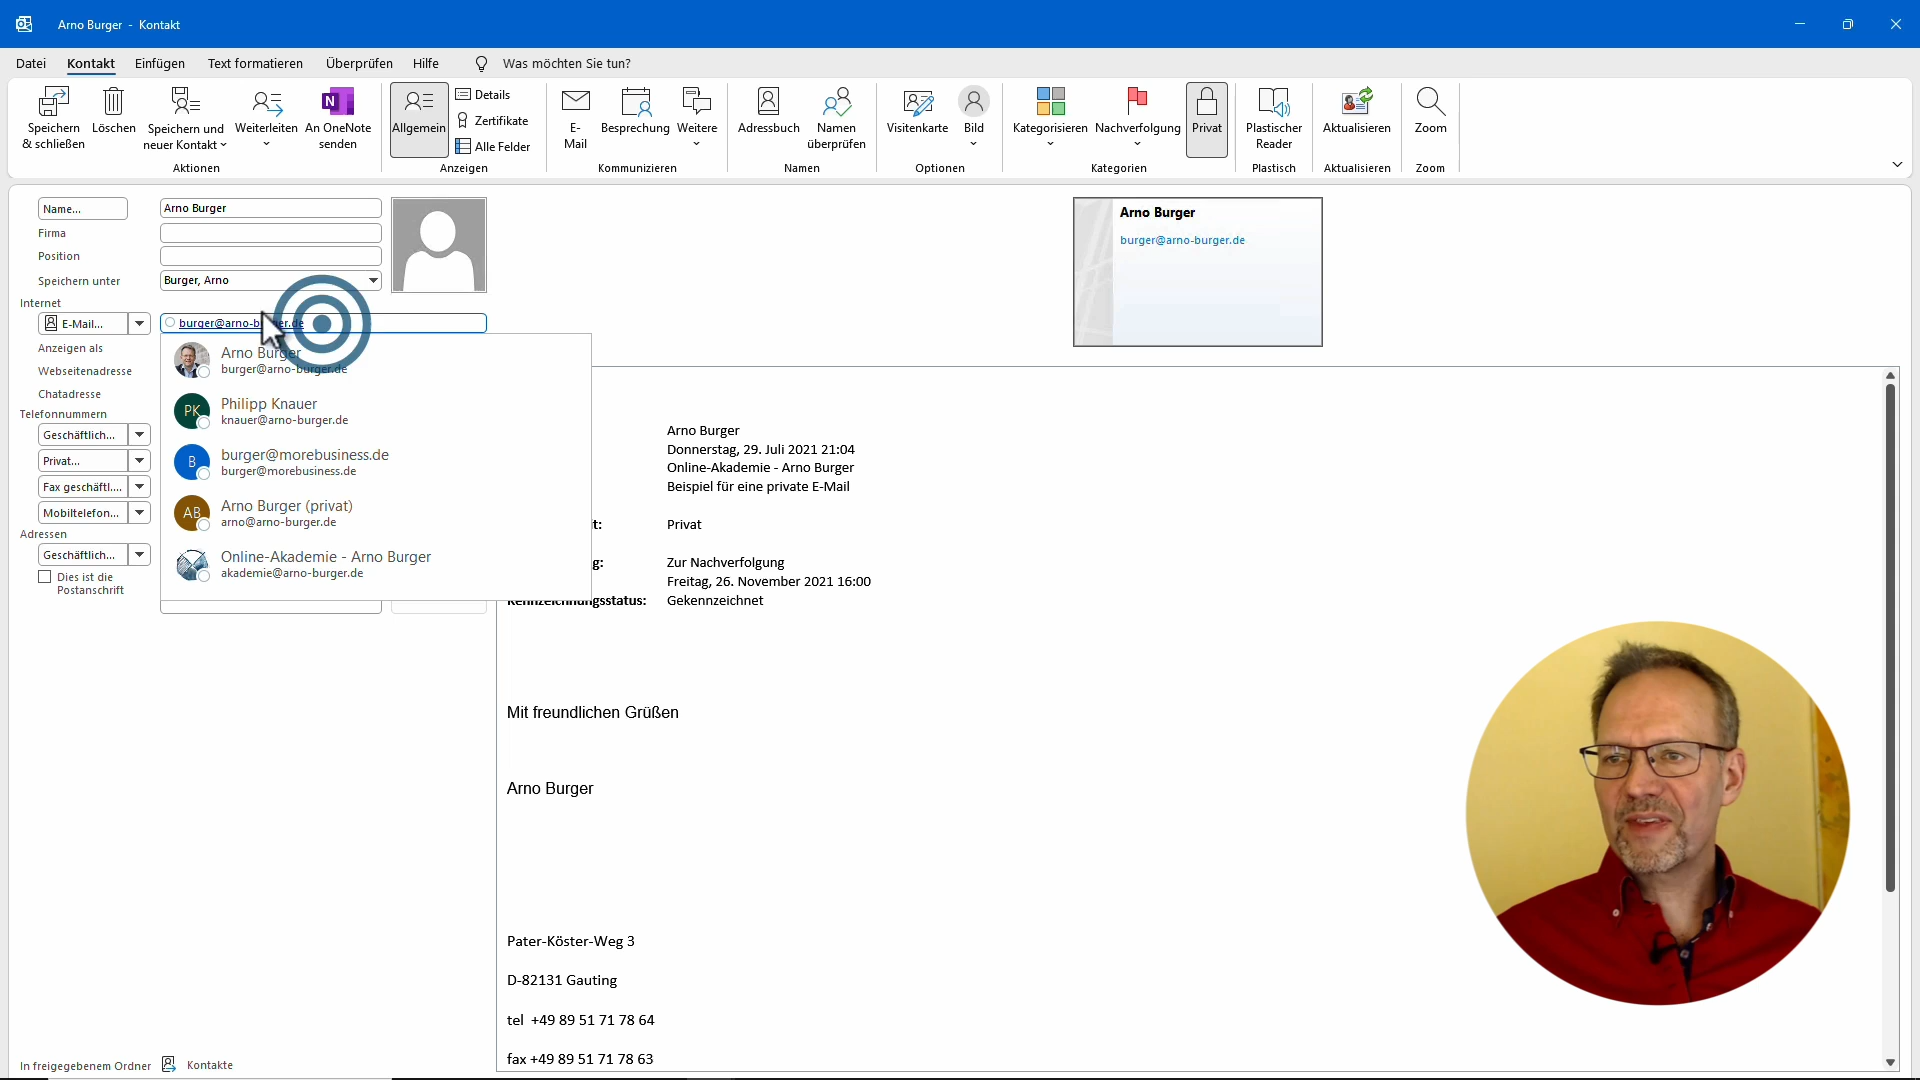 Arno Burger - Kontakt
Datei Kontakt Einfügen Text formatieren Überprüfen Hilfe Was möchten Sie tun?
Speichern & schließen
Löschen
Speichern und neuer Kontakt
Weiterleiten
An OneNote senden
Aktionen
Allgemein
Details
Zertifikate
Alle Felder
Anzeigen
E-Mail
Besprechung
Weitere
Kommunizieren
Adressbuch
Namen überprüfen
Namen
Visitenkarte
Bild
Optionen
Kategorisieren
Nachverfolgung
Privat
Kategorien
Plastischer Reader
Plastisch
Aktualisieren
Aktualisieren
Zoom
Zoom
Name... Arno Burger
Firma
Position
Speichern unter Burger, Arno
Internet
E-Mail...
Anzeigen als
Webseitenadresse
Chatadresse
Telefonnummern
Geschäftlich...
Privat...
Fax geschäftl....
Mobiltelefon...
Adressen
Geschäftlich...
Dies ist die
Postanschrift
Arno Burger
burger@arno-burger.de
Philipp Knauer
knauer@arno-burger.de
PK
burger@morebusiness.de
burger@morebusiness.de
B
Arno Burger (privat)
arno@arno-burger.de
AB
Online-Akademie - Arno Burger
akademie@arno-burger.de
Arno Burger
burger@arno-burger.de
Arno Burger
Donnerstag, 29. Juli 2021 21:04
Online-Akademie - Arno Burger
Beispiel für eine private E-Mail
t: Privat
g: Zur Nachverfolgung
Freitag, 26. November 2021 16:00
Gekennzeichnet
Mit freundlichen Grüßen
Arno Burger
Pater-Köster-Weg 3
D-82131 Gauting
tel +49 89 51 71 78 64
fax +49 89 51 71 78 63
In freigegebenem Ordner Kontakte